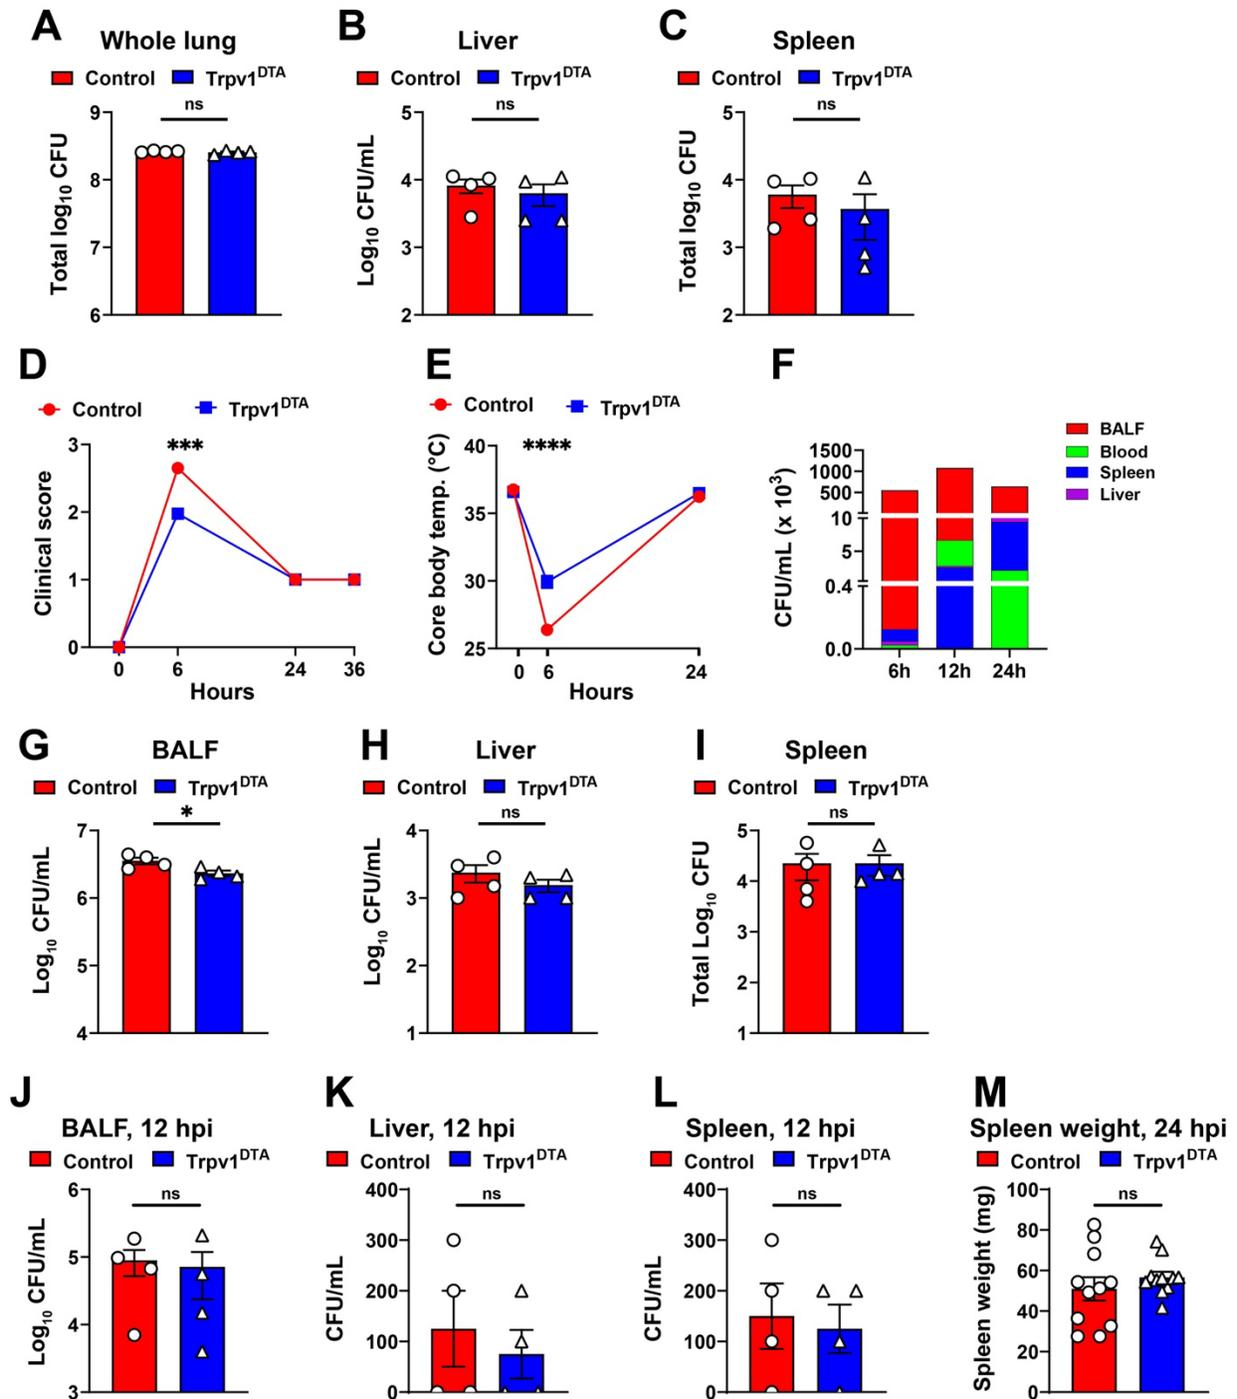 A Whole lung
Control Trpv1DTA
ns
Total log10 CFU
9
8
7
6
B Liver
Control Trpv1DTA
ns
Log10 CFU/mL
5
4
3
2
C Spleen
Control Trpv1DTA
ns
Total log10 CFU
5
4
3
2
D
Control Trpv1DTA
***
Clinical score
3
2
1
0
0 6 24 36
Hours
E
Control Trpv1DTA
****
Core body temp. (°C)
40
35
30
25
0 6 24
Hours
F
BALF
Blood
Spleen
Liver
CFU/mL (x 10³)
1500
1000
500
10
5
0.4
0.0
6h 12h 24h
G BALF
Control Trpv1DTA
*
Log10 CFU/mL
7
6
5
4
H Liver
Control Trpv1DTA
ns
Log10 CFU/mL
4
3
2
1
I Spleen
Control Trpv1DTA
ns
Total Log10 CFU
5
4
3
2
1
J
BALF, 12 hpi
Control Trpv1DTA
ns
Log10 CFU/mL
6
5
4
3
K
Liver, 12 hpi
Control Trpv1DTA
ns
CFU/mL
400
300
200
100
0
L
Spleen, 12 hpi
Control Trpv1DTA
ns
CFU/mL
400
300
200
100
0
M
Spleen weight, 24 hpi
Control Trpv1DTA
ns
Spleen weight (mg)
100
80
60
40
20
0